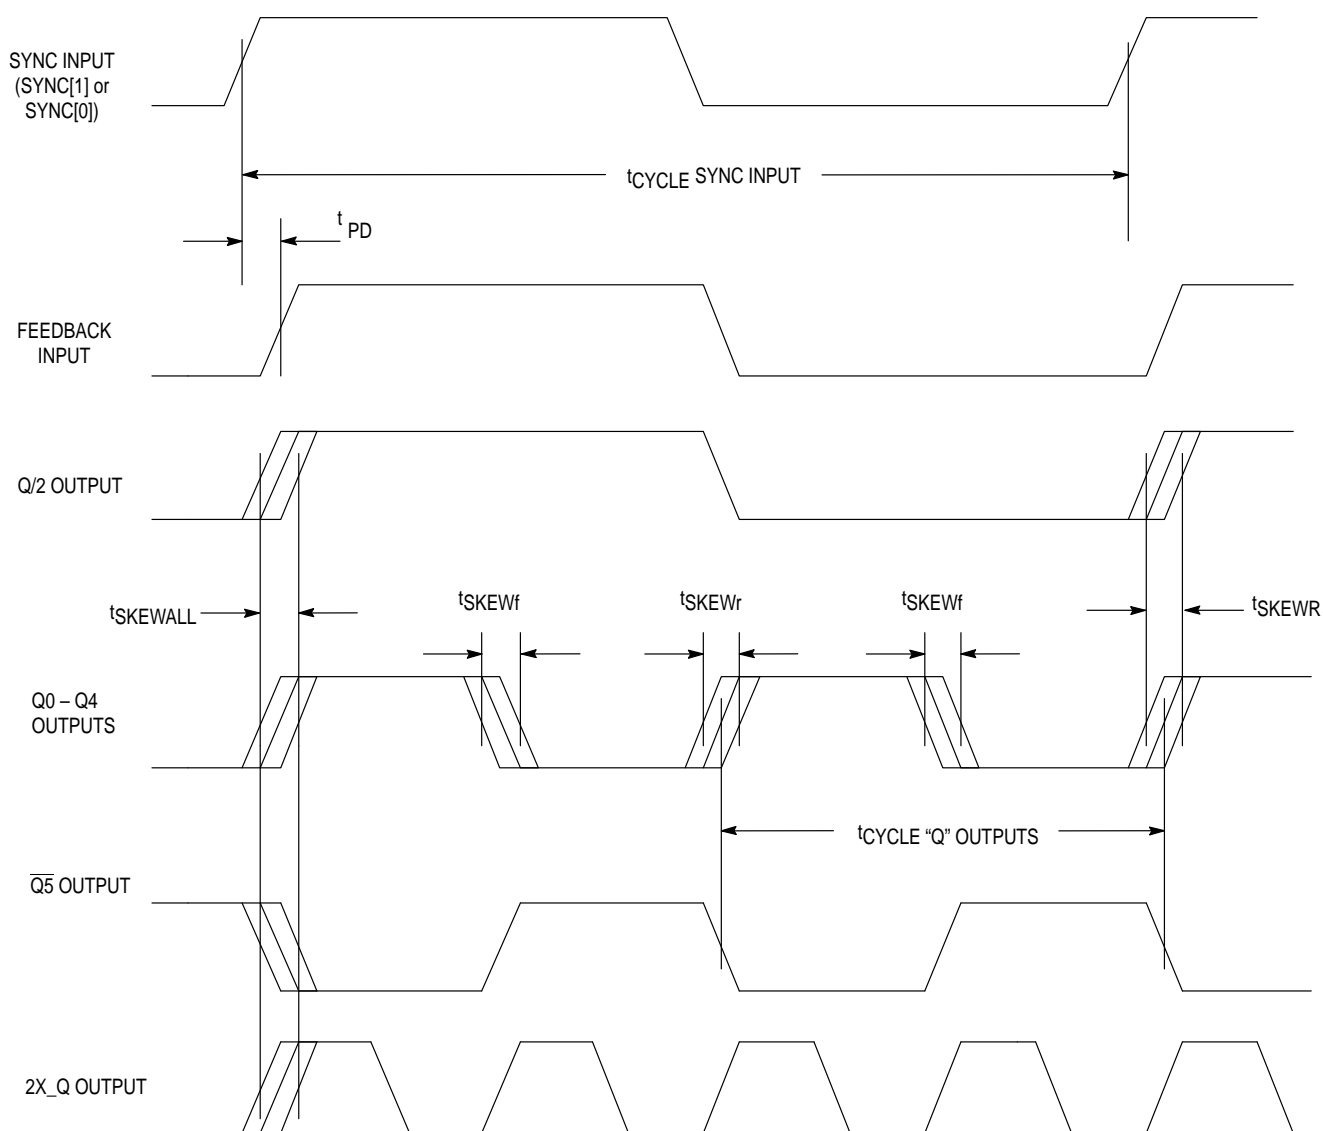 SYNC INPUT
(SYNC[1] or
SYNC[0])
tCYCLE SYNC INPUT
t PD
FEEDBACK
INPUT
Q/2 OUTPUT
tSKEWALL
tSKEWf
tSKEWr
tSKEWf
tSKEWR
Q0 – Q4
OUTPUTS
tCYCLE “Q” OUTPUTS
Q̅5̅ OUTPUT
2X_Q OUTPUT